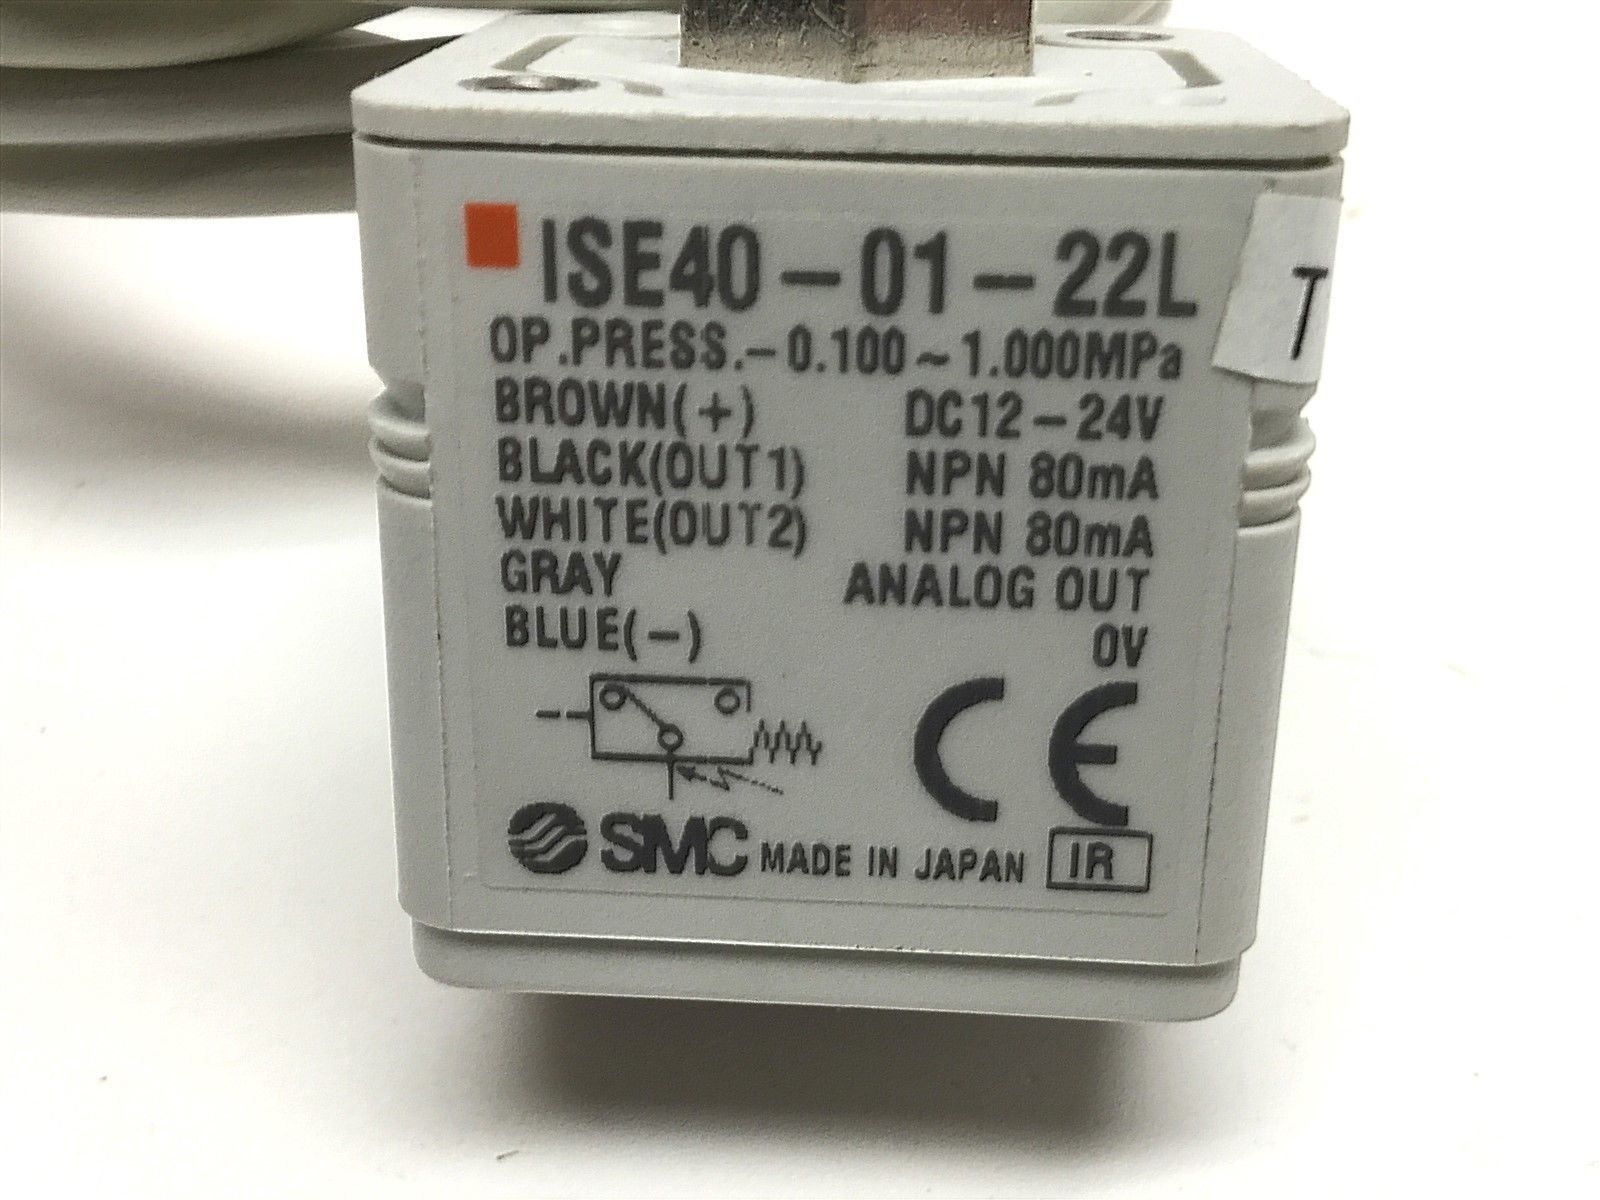 ISE40-01-22L
T
OP.PRESS.-0.100~1.000MPa
BROWN(+) DC12-24V
BLACK(OUT1) NPN 80mA
WHITE(OUT2) NPN 80mA
GRAY ANALOG OUT
BLUE(-) 0V
CE
SMC MADE IN JAPAN IR